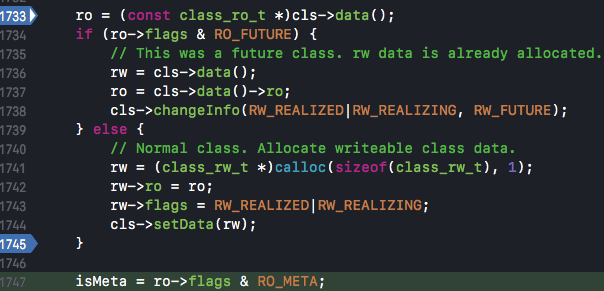 1733 ro = (const class_ro_t *)cls->data();
1734 if (ro->flags & RO_FUTURE) {
1735 // This was a future class. rw data is already allocated.
1736 rw = cls->data();
1737 ro = cls->data()->ro;
1738 cls->changeInfo(RW_REALIZED|RW_REALIZING, RW_FUTURE);
1739 } else {
1740 // Normal class. Allocate writeable class data.
1741 rw = (class_rw_t *)calloc(sizeof(class_rw_t), 1);
1742 rw->ro = ro;
1743 rw->flags = RW_REALIZED|RW_REALIZING;
1744 cls->setData(rw);
1745 }
1746
1747 isMeta = ro->flags & RO_META;